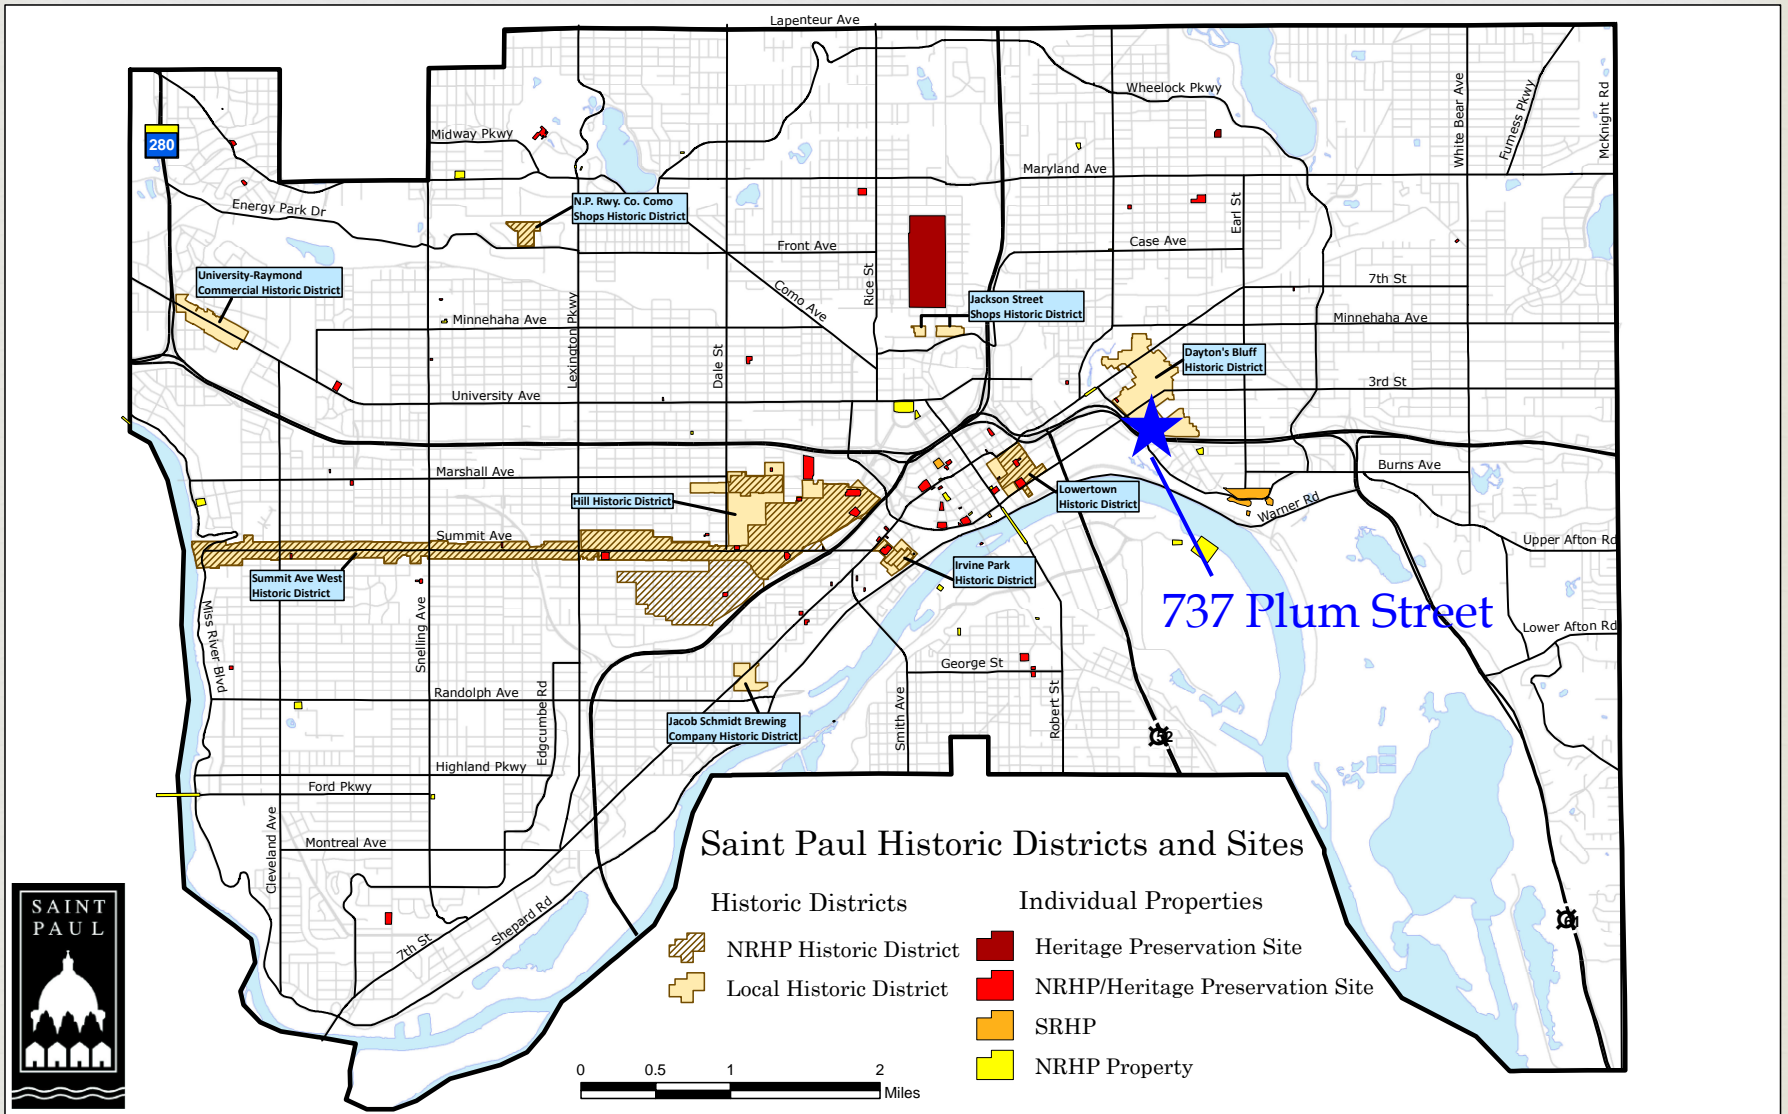 Lapenteur Ave
280
Midway Pkwy
Wheelock Pkwy
White Bear Ave
Furness Pkwy
McKnight Rd
Maryland Ave
Energy Park Dr
N.P. Rwy. Co. Como
Shops Historic District
Earl St
Front Ave
Case Ave
University-Raymond
Commercial Historic District
Rice St
7th St
Como Ave
Jackson Street
Shops Historic District
Minnehaha Ave
Minnehaha Ave
Lexington Pkwy
Dale St
Dayton's Bluff
Historic District
3rd St
University Ave
Marshall Ave
Burns Ave
Hill Historic District
Lowertown
Historic District
Warner Rd
Summit Ave
Upper Afton Rd
Summit Ave West
Historic District
Irvine Park
Historic District
737 Plum Street
Miss River Blvd
Snelling Ave
Lower Afton Rd
George St
Randolph Ave
Edgcumbe Rd
Smith Ave
Robert St
Jacob Schmidt Brewing
Company Historic District
52
Highland Pkwy
Ford Pkwy
Cleveland Ave
Montreal Ave
Saint Paul Historic Districts and Sites
SAINT
PAUL
7th St
Shepard Rd
61
Historic Districts
NRHP Historic District
Local Historic District
Individual Properties
Heritage Preservation Site
NRHP/Heritage Preservation Site
SRHP
NRHP Property
0 0.5 1 2
Miles